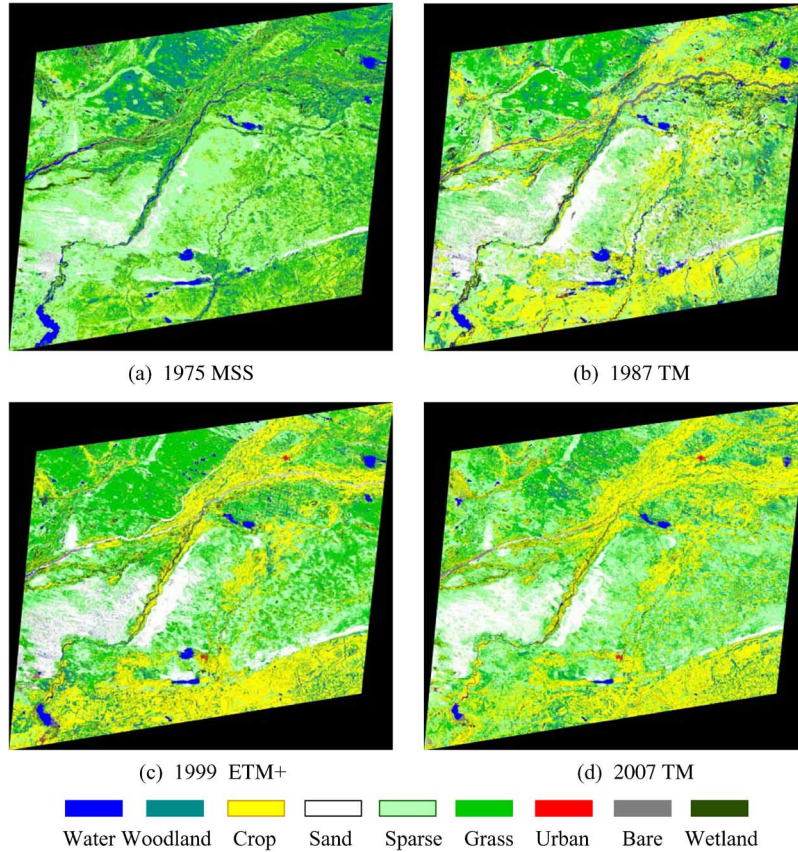 (a) 1975 MSS
(b) 1987 TM
(c) 1999 ETM+
(d) 2007 TM
Water Woodland Crop Sand Sparse Grass Urban Bare Wetland